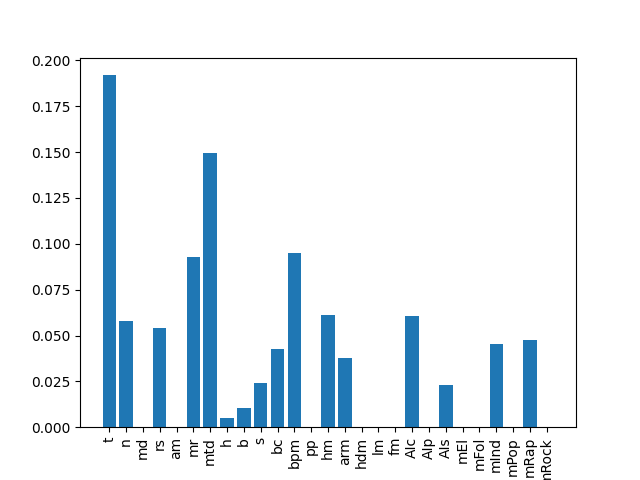 0.200
0.175
0.150
0.125
0.100
0.075
0.050
0.025
0.000
t
n
md
rs
am
mr
mtd
h
b
s
bc
bpm
pp
hm
arm
hdm
lm
fm
Alc
Alp
Als
mEl
mFol
mInd
mPop
mRap
mRock